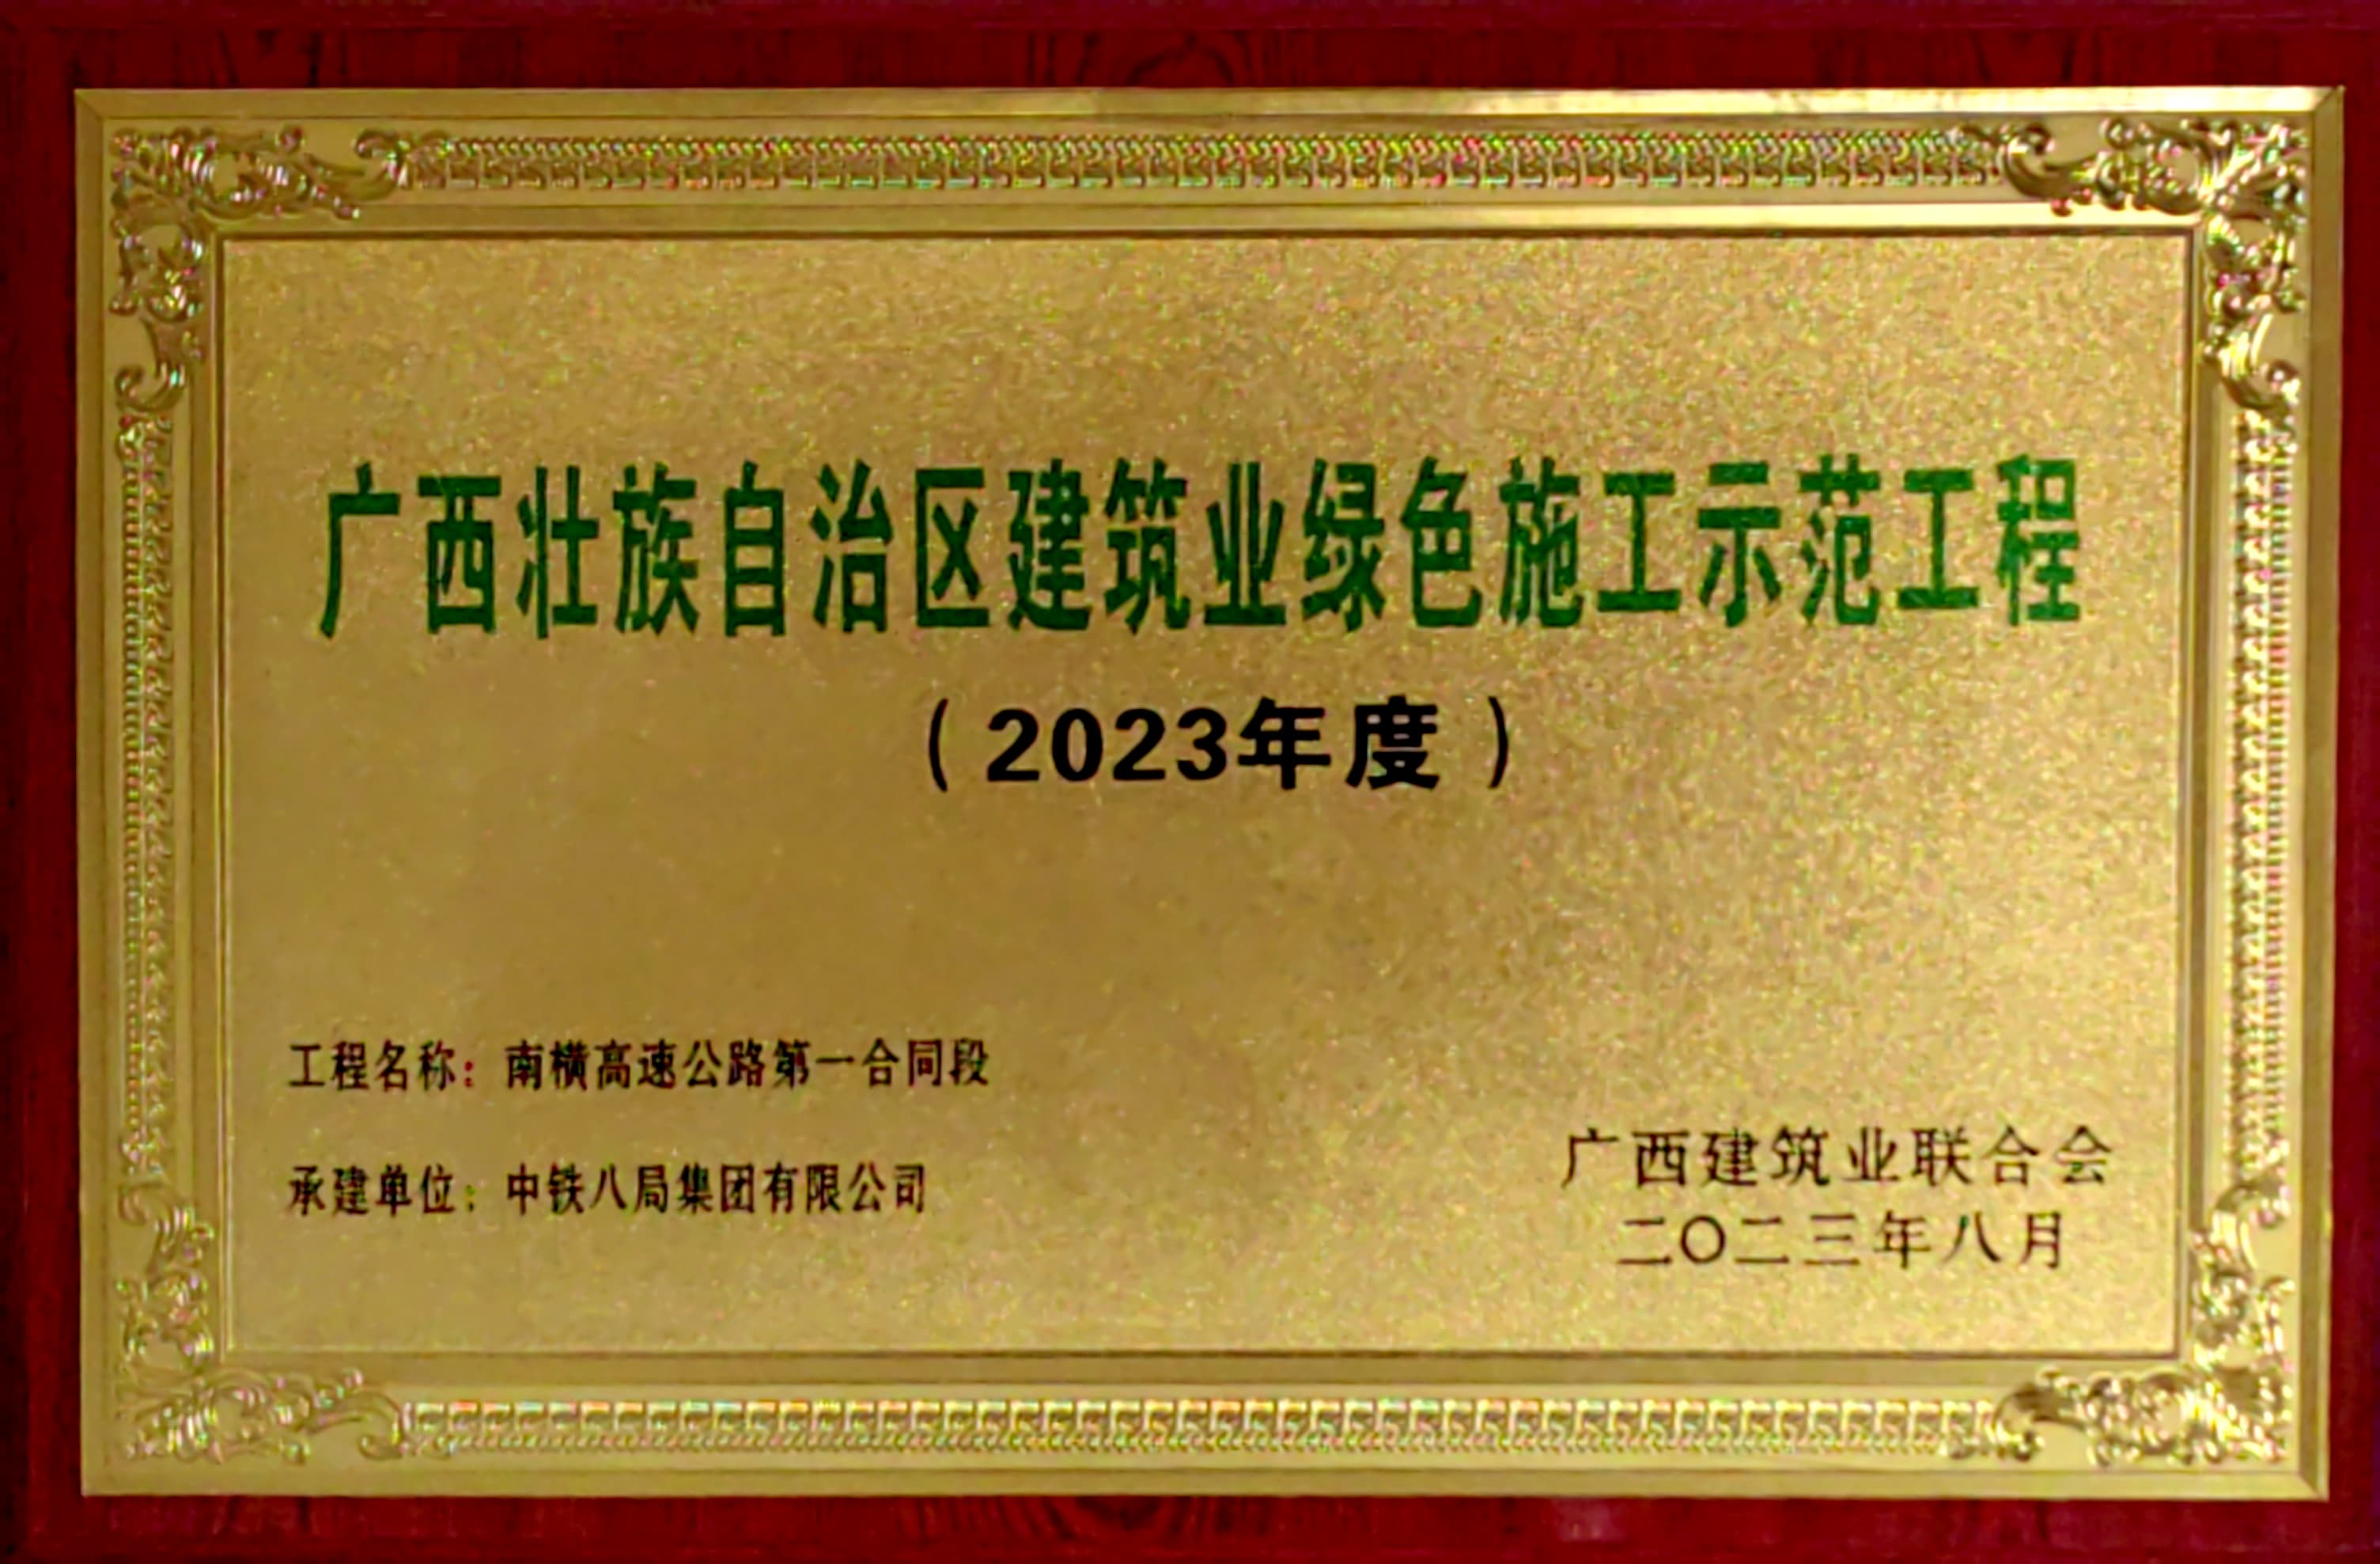 广西壮族自治区建筑业绿色施工示范工程
（2023年度）
工程名称：南横高速公路第一合同段
承建单位：中铁八局集团有限公司
广西建筑业联合会
二〇二三年八月